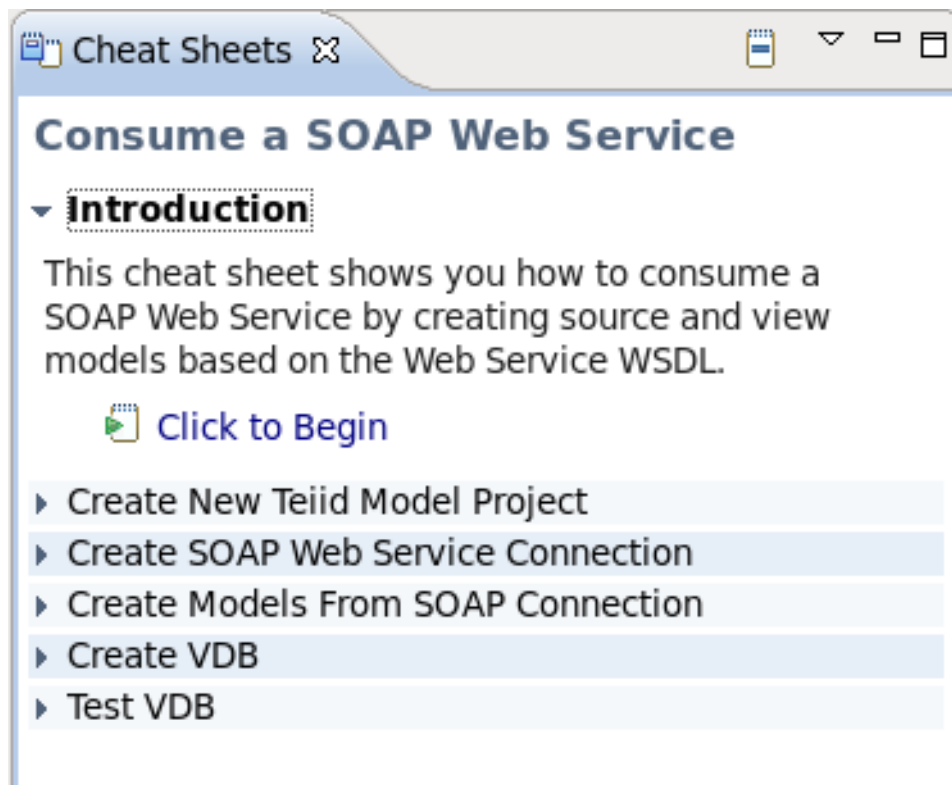 Cheat Sheets
Consume a SOAP Web Service
Introduction
This cheat sheet shows you how to consume a
SOAP Web Service by creating source and view
models based on the Web Service WSDL.
Click to Begin
Create New Teiid Model Project
Create SOAP Web Service Connection
Create Models From SOAP Connection
Create VDB
Test VDB